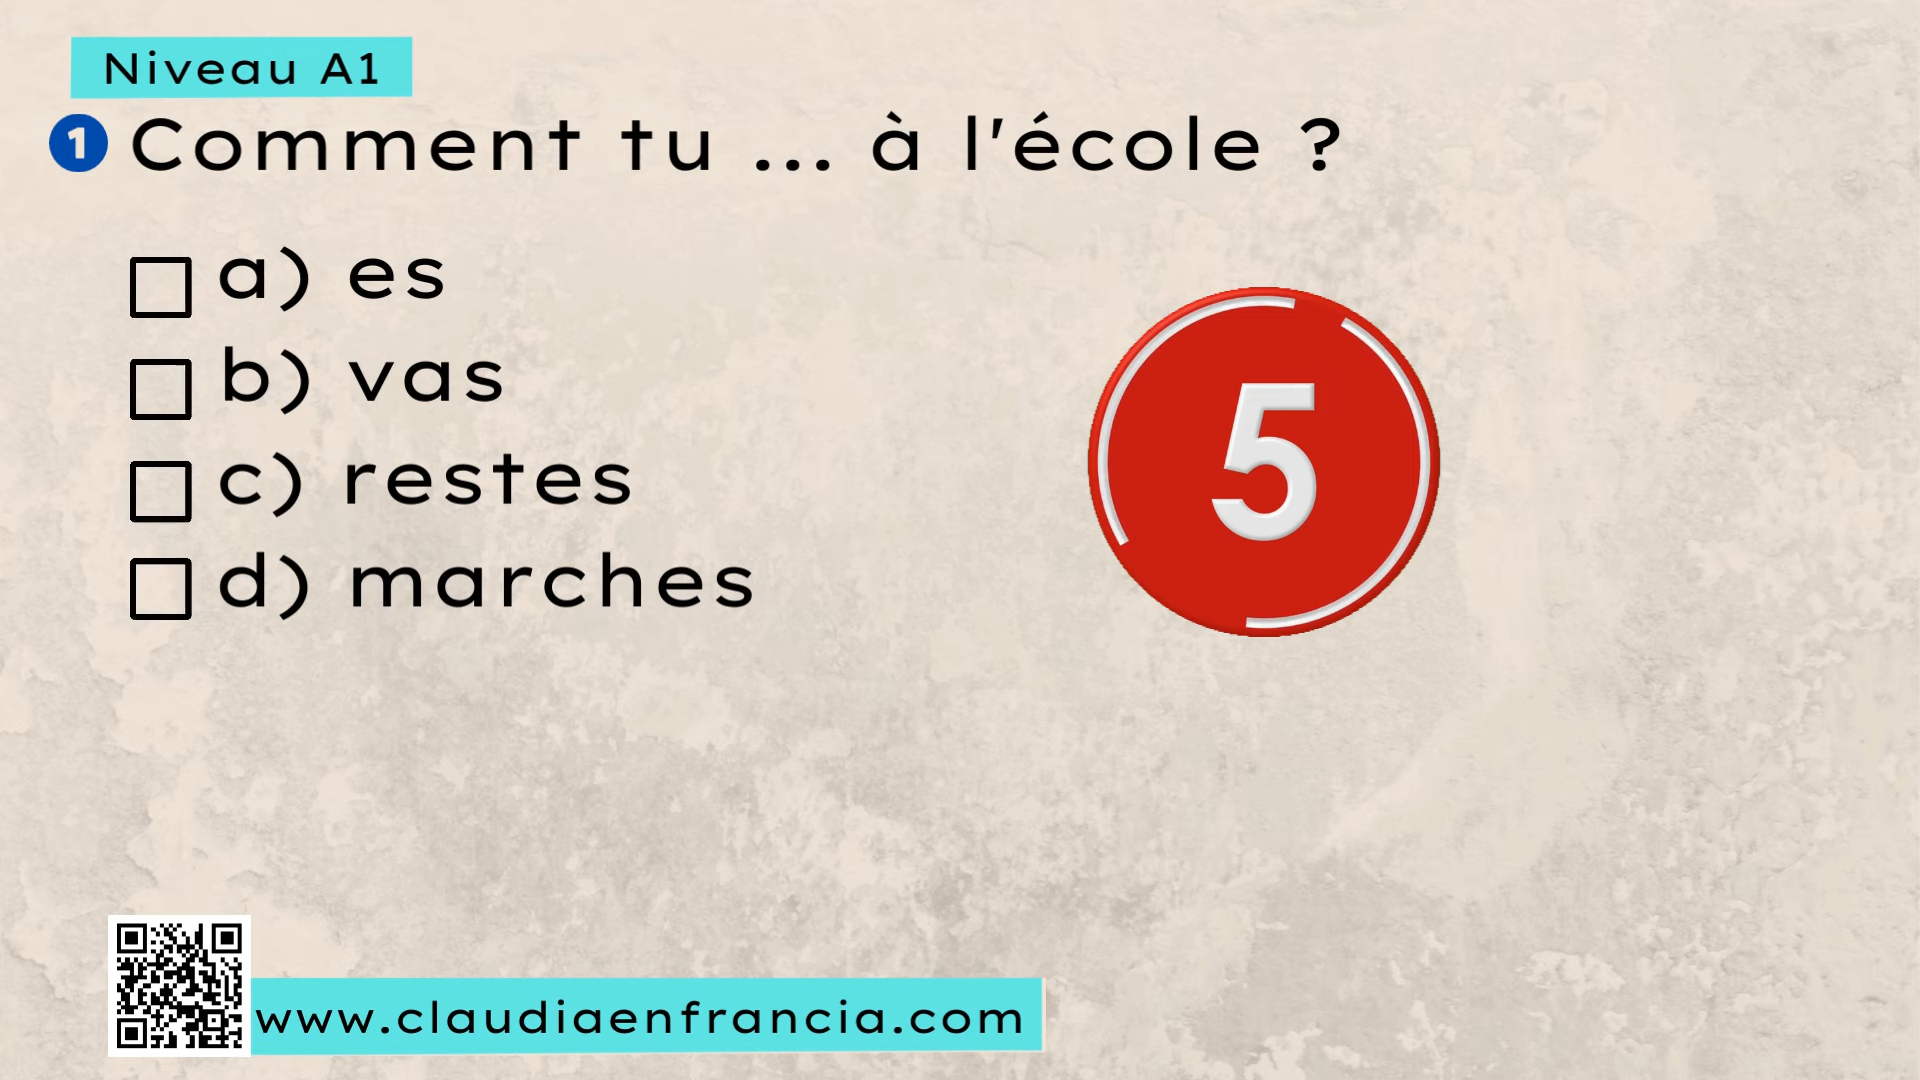 Niveau A1
1 Comment tu ... à l'école ?
a) es
b) vas
c) restes
d) marches
5
www.claudiaenfrancia.com